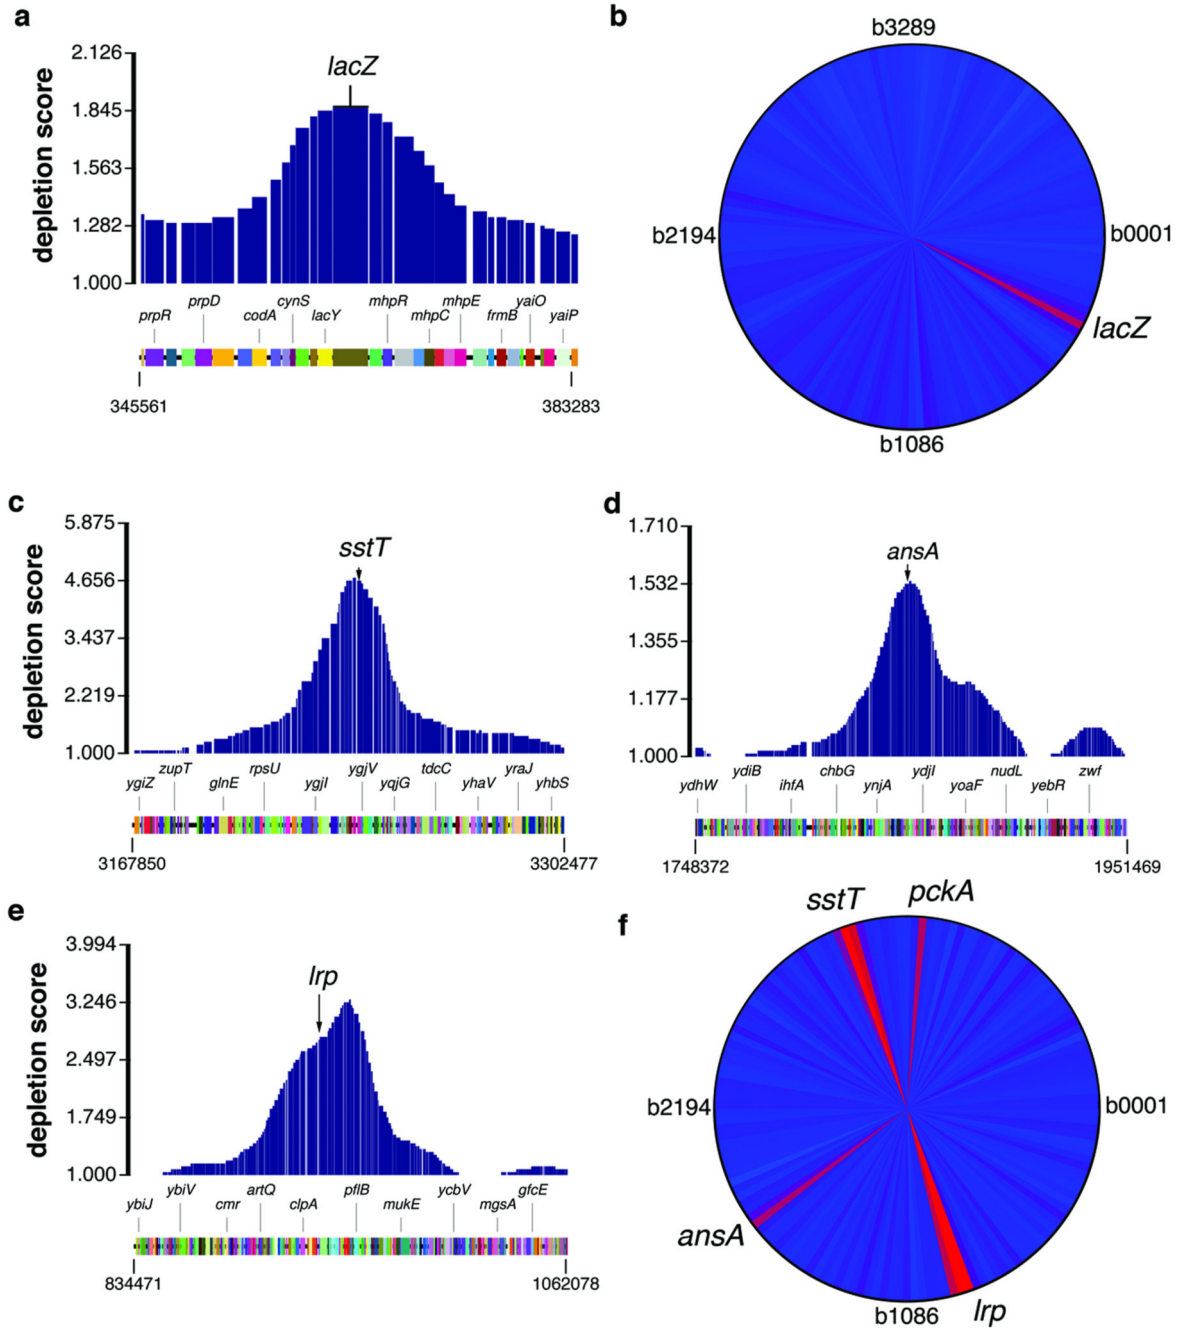 a
depletion score
2.126
1.845
1.563
1.282
1.000
lacZ
prpD cynS mhpR mhpE yaiO
prpR codA lacY mhpC frmB yaiP
345561 383283
b
b3289
b2194 b0001
lacZ
b1086
c
depletion score
5.875
4.656
3.437
2.219
1.000
sstT
zupT rpsU ygjV tdcC yraJ
ygiZ glnE ygjI yqjG yhaV yhbS
3167850 3302477
d
1.710
1.532
1.355
1.177
1.000
ansA
ydiB chbG ydjI nudL zwf
ydhW ihfA ynjA yoaF yebR
1748372 1951469
e
depletion score
3.994
3.246
2.497
1.749
1.000
lrp
ybiV artQ pflB ycbV gfcE
ybiJ cmr clpA mukE mgsA
834471 1062078
f
sstT pckA
b2194 b0001
ansA
b1086 lrp